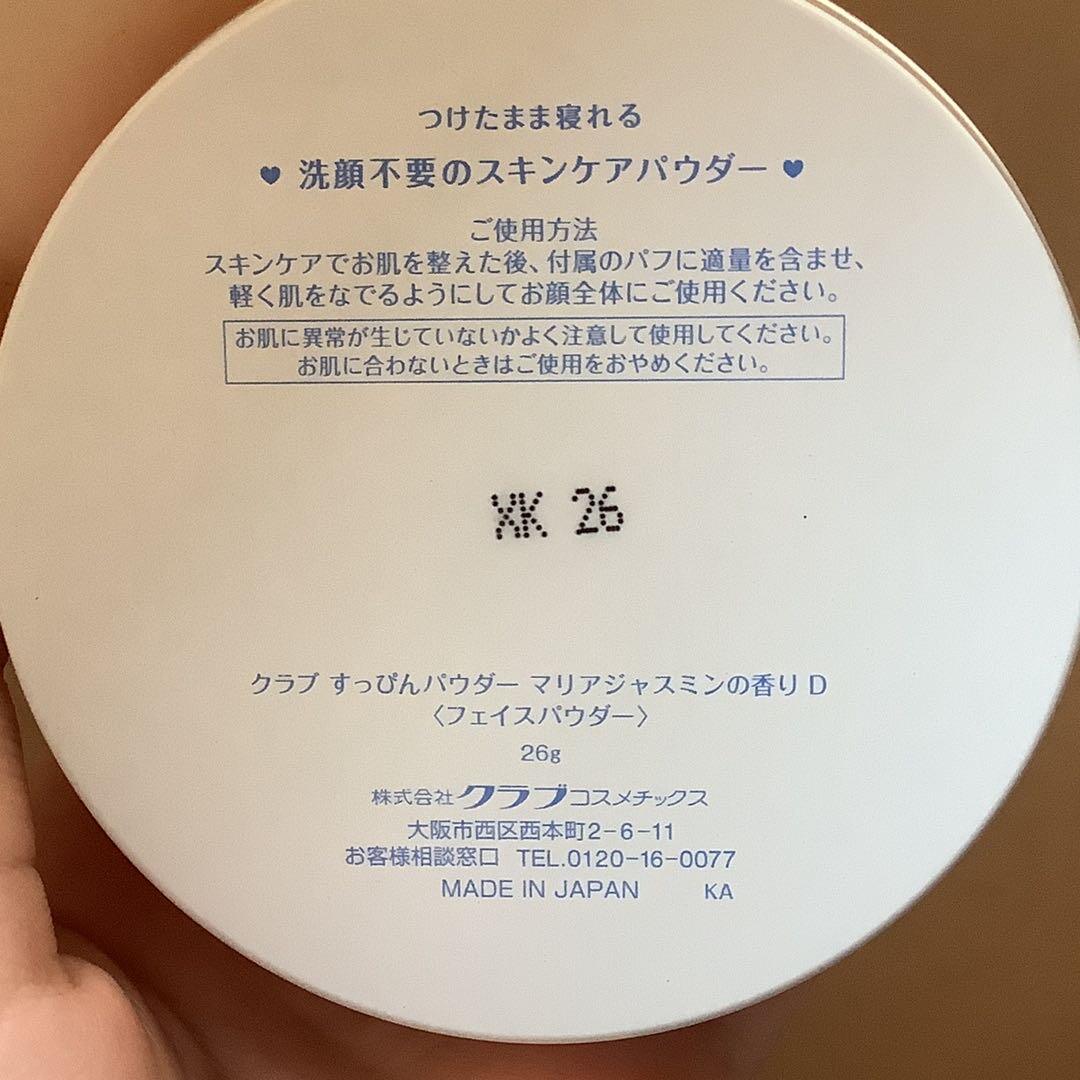 つけたまま寝れる
♥ 洗顔不要のスキンケアパウダー ♥
ご使用方法
スキンケアでお肌を整えた後、付属のパフに適量を含ませ、
軽く肌をなでるようにしてお顔全体にご使用ください。
お肌に異常が生じていないかよく注意して使用してください。
お肌に合わないときはご使用をおやめください。
XK 26
クラブ すっぴんパウダー マリアジャスミンの香り D
〈フェイスパウダー〉
26g
株式会社クラブコスメチックス
大阪市西区西本町2-6-11
お客様相談窓口 TEL.0120-16-0077
MADE IN JAPAN KA